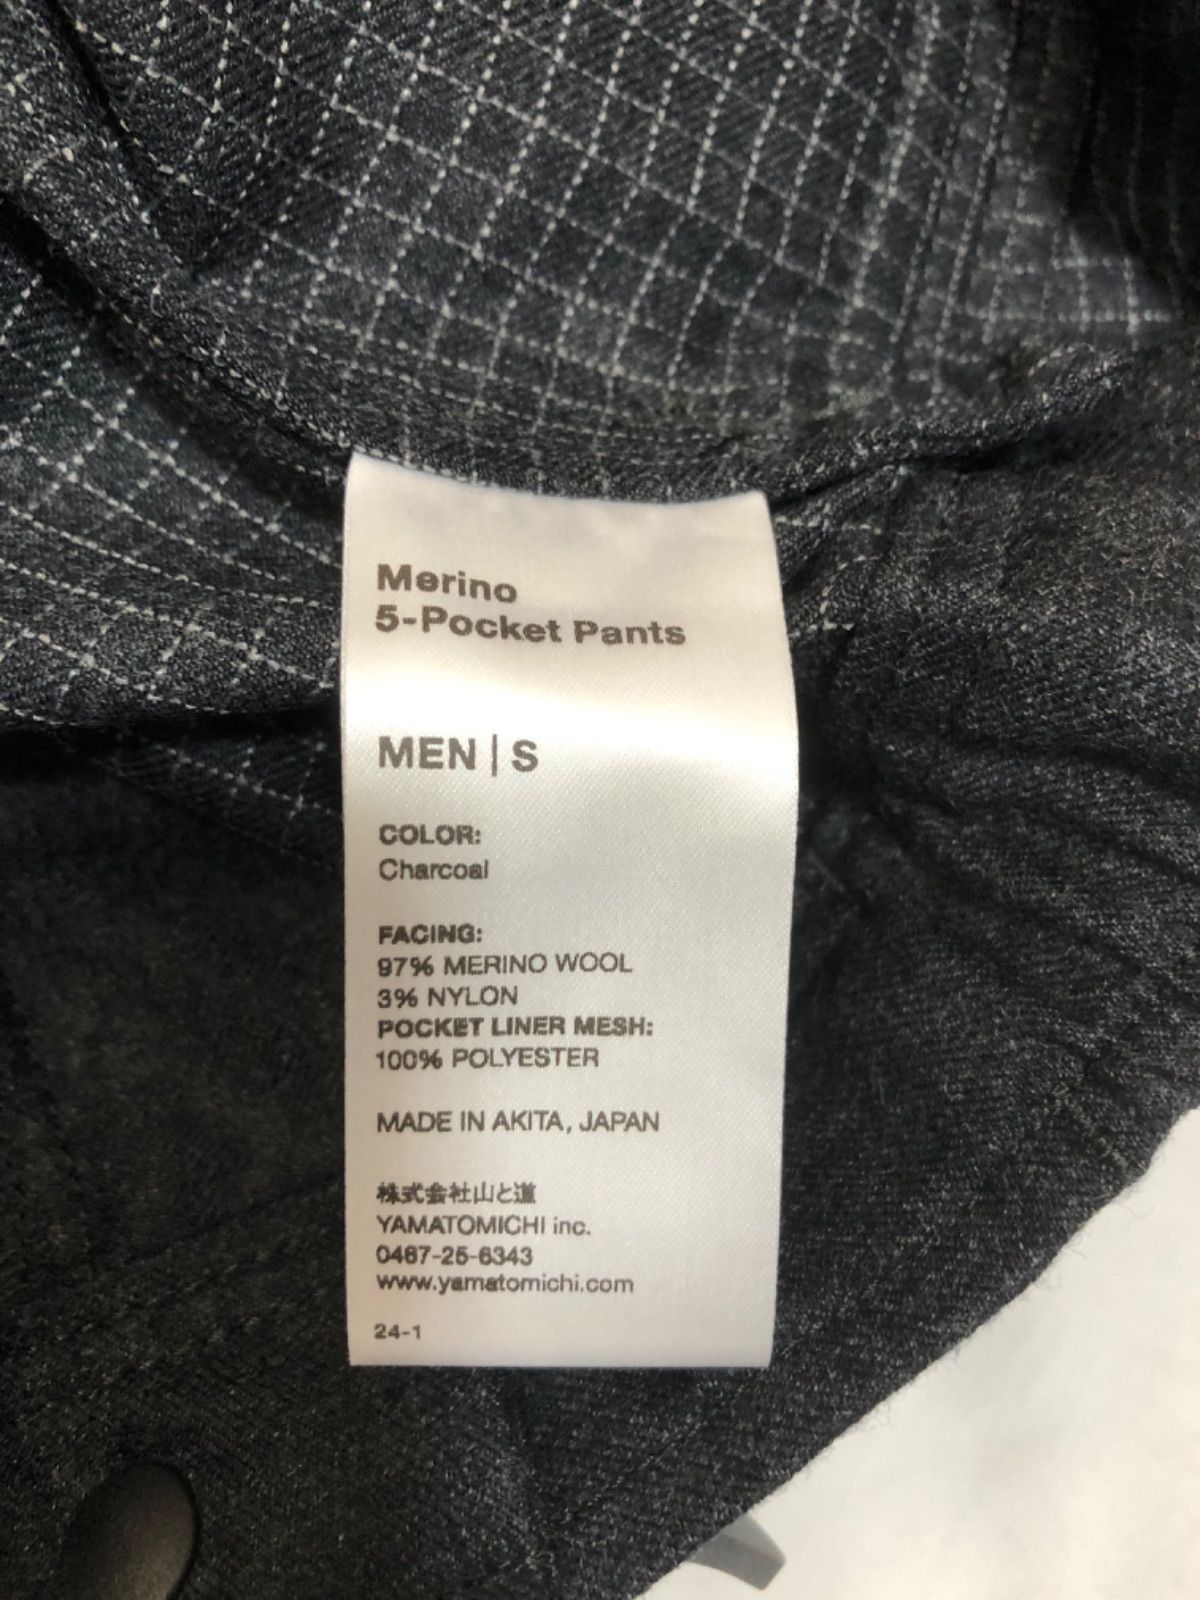 Merino
5-Pocket Pants
MEN | S
COLOR:
Charcoal
FACING:
97% MERINO WOOL
3% NYLON
POCKET LINER MESH:
100% POLYESTER
MADE IN AKITA, JAPAN
株式会社山と道
YAMATOMICHI inc.
0467-25-6343
www.yamatomichi.com
24-1